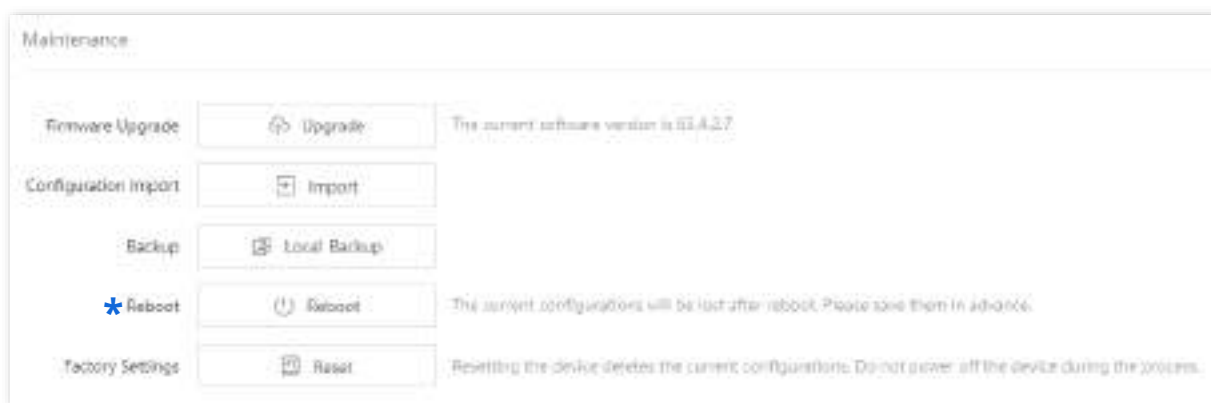 Maintenance
Firmware Upgrade Upgrade The current software version is
Configuration Import Import
Backup Local Backup
* Reboot Reboot The current configurations will be lost after reboot. Please save them in advance.
Factory Settings Reset Resetting the device deletes the current configurations. Do not power off the device during the process.